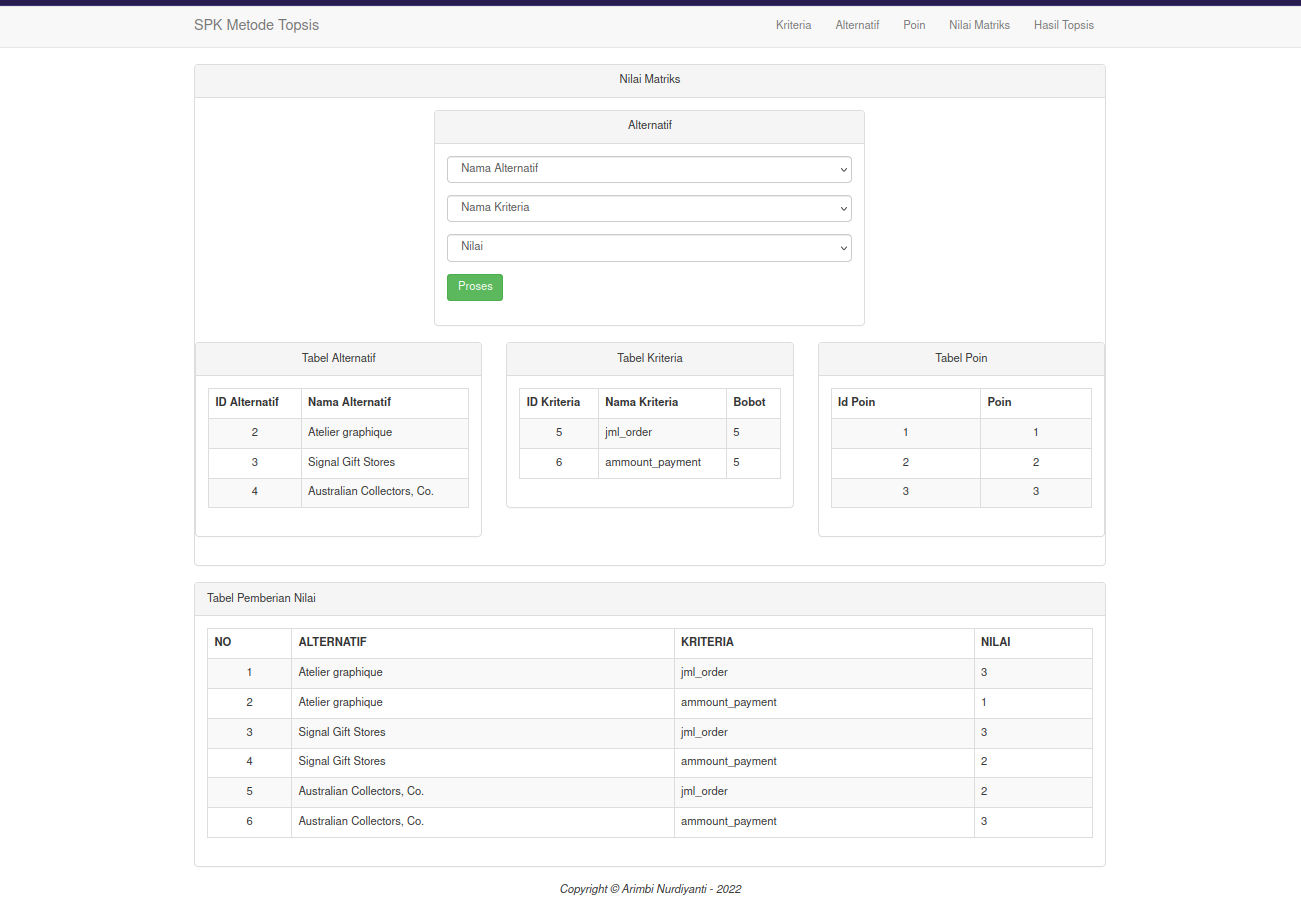 SPK Metode Topsis Kriteria Alternatif Poin Nilai Matriks Hasil Topsis
Nilai Matriks
Alternatif
Nama Alternatif
Nama Kriteria
Nilai
Proses
Tabel Alternatif
ID Alternatif Nama Alternatif
2 Atelier graphique
3 Signal Gift Stores
4 Australian Collectors, Co.
Tabel Kriteria
ID Kriteria Nama Kriteria Bobot
5 jml_order 5
6 ammount_payment 5
Tabel Poin
Id Poin Poin
1 1
2 2
3 3
Tabel Pemberian Nilai
NO ALTERNATIF KRITERIA NILAI
1 Atelier graphique jml_order 3
2 Atelier graphique ammount_payment 1
3 Signal Gift Stores jml_order 3
4 Signal Gift Stores ammount_payment 2
5 Australian Collectors, Co. jml_order 2
6 Australian Collectors, Co. ammount_payment 3
Copyright © Arimbi Nurdiyanti - 2022